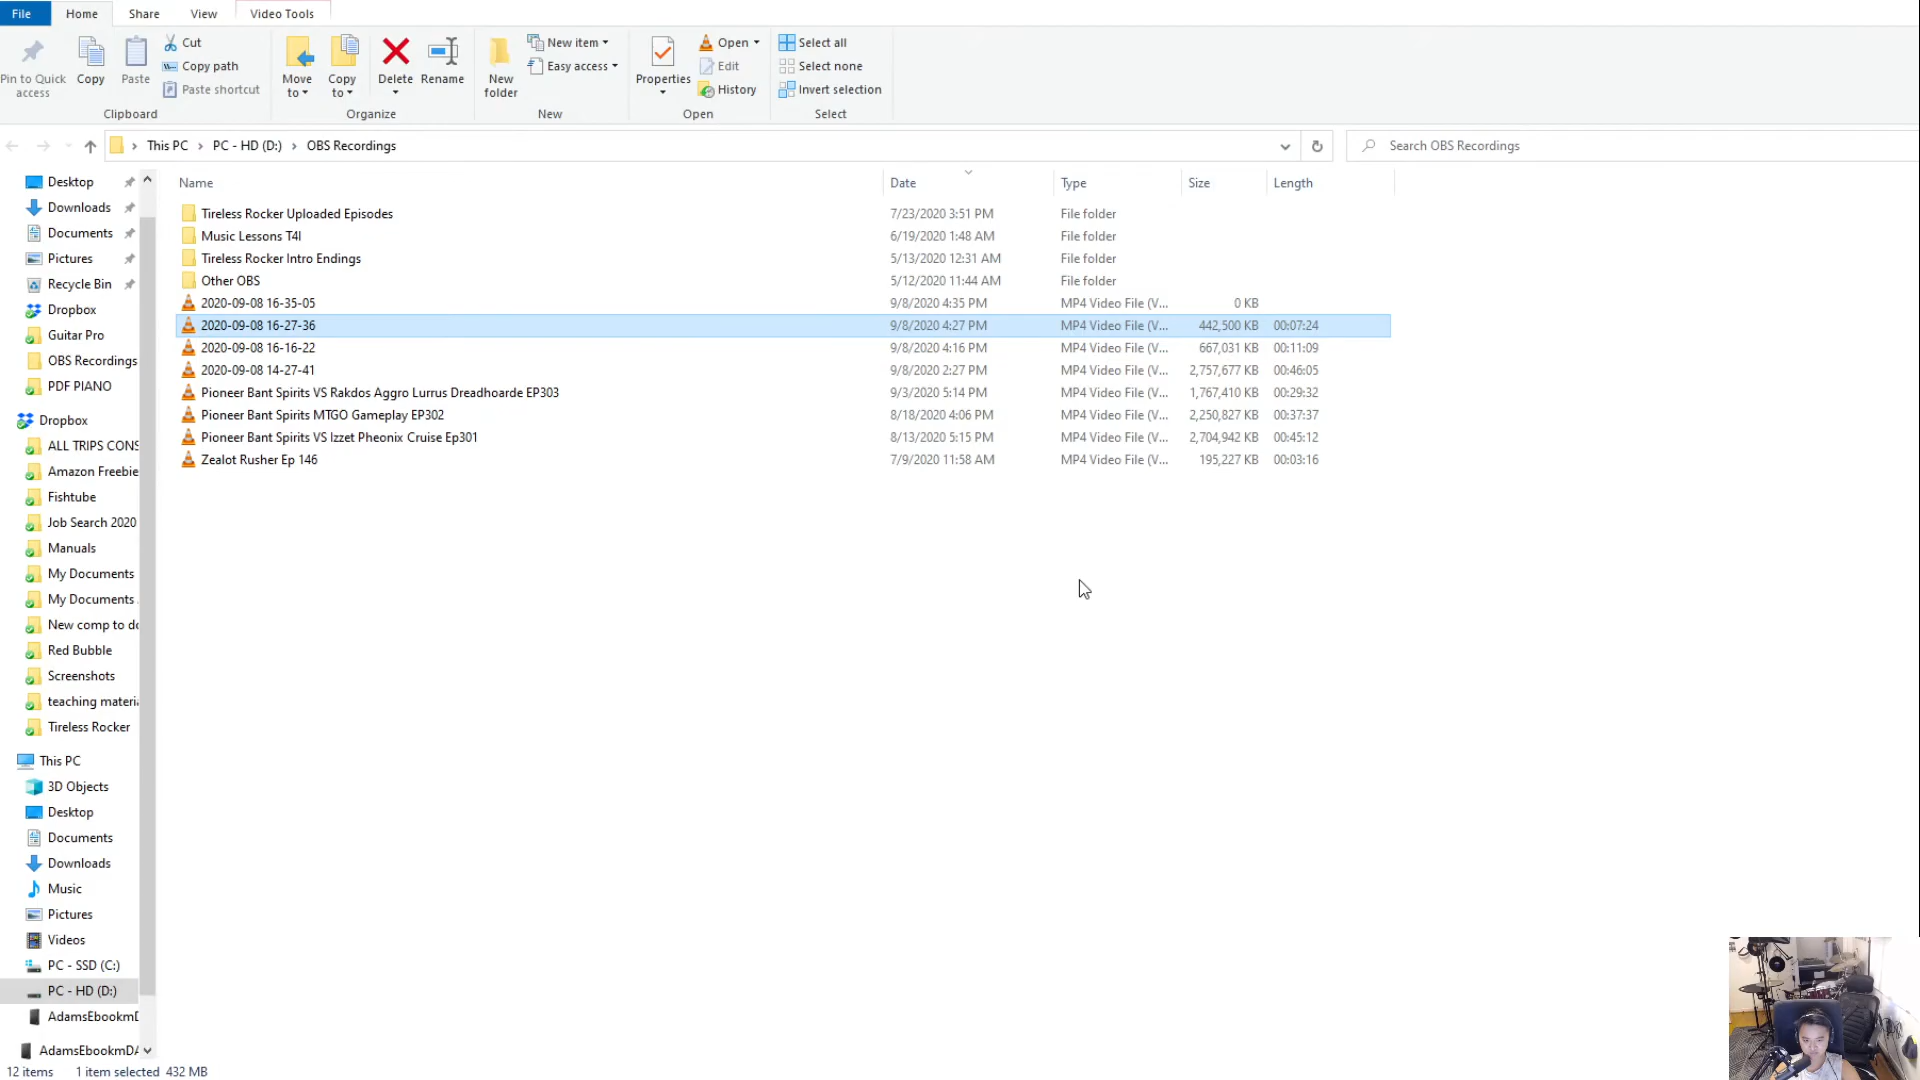 File Home Share View Video Tools
Pin to Quick access
Copy
Paste
Cut
Copy path
Paste shortcut
Clipboard
Move to
Copy to
Delete
Rename
Organize
New folder
New item
Easy access
New
Properties
Open
Edit
History
Open
Select all
Select none
Invert selection
Select
This PC > PC - HD (D:) > OBS Recordings
Search OBS Recordings
Desktop
Downloads
Documents
Pictures
Recycle Bin
Dropbox
Guitar Pro
OBS Recordings
PDF PIANO
Dropbox
ALL TRIPS CONS
Amazon Freebie
Fishtube
Job Search 2020
Manuals
My Documents
My Documents .
New comp to do
Red Bubble
Screenshots
teaching materia
Tireless Rocker
This PC
3D Objects
Desktop
Documents
Downloads
Music
Pictures
Videos
PC - SSD (C:)
PC - HD (D:)
AdamsEbookmD
AdamsEbookmDA
Name Date Type Size Length
Tireless Rocker Uploaded Episodes 7/23/2020 3:51 PM File folder
Music Lessons T4I 6/19/2020 1:48 AM File folder
Tireless Rocker Intro Endings 5/13/2020 12:31 AM File folder
Other OBS 5/12/2020 11:44 AM File folder
2020-09-08 16-35-05 9/8/2020 4:35 PM MP4 Video File (V... 0 KB
2020-09-08 16-27-36 9/8/2020 4:27 PM MP4 Video File (V... 442,500 KB 00:07:24
2020-09-08 16-16-22 9/8/2020 4:16 PM MP4 Video File (V... 667,031 KB 00:11:09
2020-09-08 14-27-41 9/8/2020 2:27 PM MP4 Video File (V... 2,757,677 KB 00:46:05
Pioneer Bant Spirits VS Rakdos Aggro Lurrus Dreadhoarde EP303 9/3/2020 5:14 PM MP4 Video File (V... 1,767,410 KB 00:29:32
Pioneer Bant Spirits MTGO Gameplay EP302 8/18/2020 4:06 PM MP4 Video File (V... 2,250,827 KB 00:37:37
Pioneer Bant Spirits VS Izzet Pheonix Cruise Ep301 8/13/2020 5:15 PM MP4 Video File (V... 2,704,942 KB 00:45:12
Zealot Rusher Ep 146 7/9/2020 11:58 AM MP4 Video File (V... 195,227 KB 00:03:16
12 items 1 item selected 432 MB